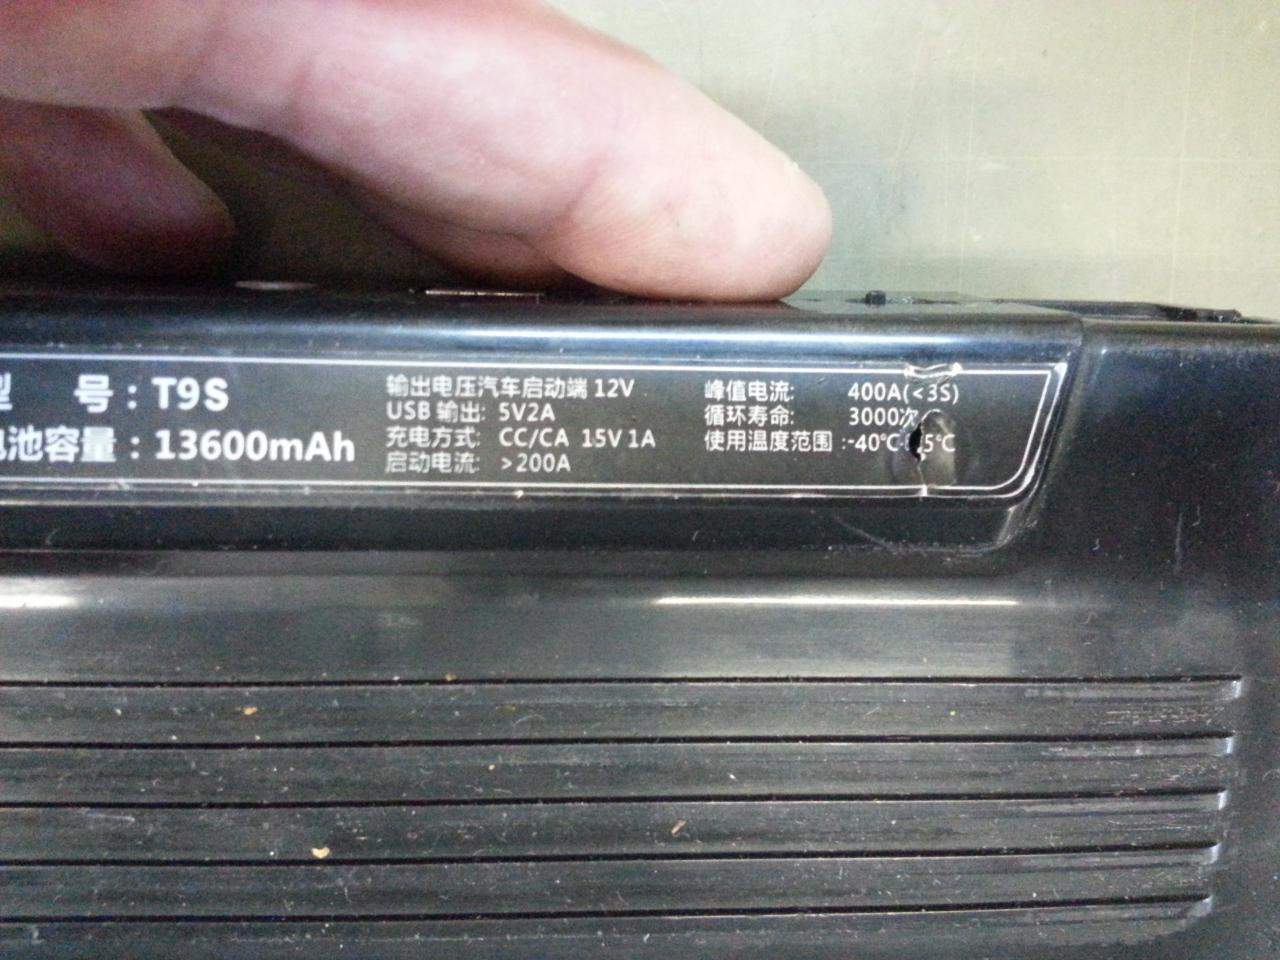 号：T9S
池容量：13600mAh
输出电压汽车启动端 12V
USB 输出: 5V2A
充电方式: CC/CA 15V 1A
启动电流: >200A
峰值电流: 400A(<3S)
循环寿命: 3000次
使用温度范围：-40°C 5°C